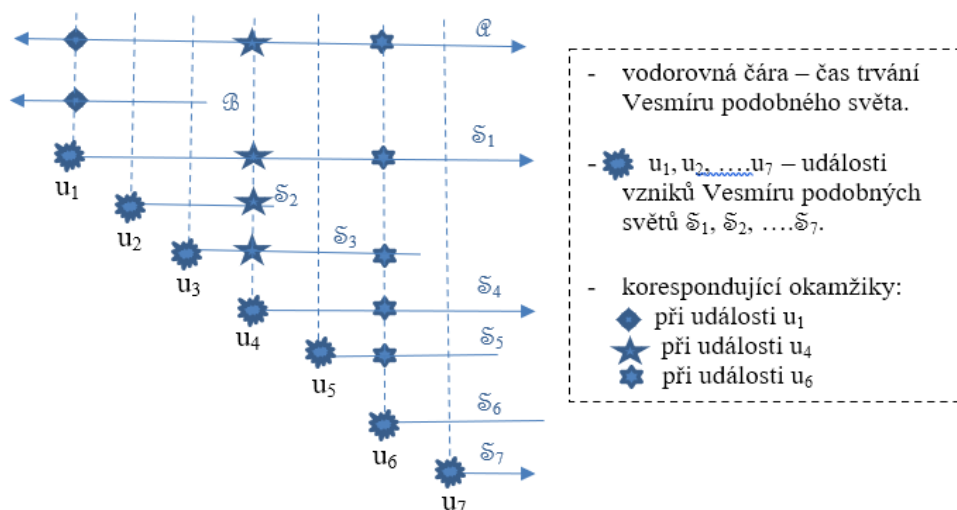 𝒬
ℬ
𝕊1
u1
𝕊2
u2
𝕊3
u3
𝕊4
u4
𝕊5
u5
𝕊6
u6
𝕊7
u7
- vodorovná čára – čas trvání
Vesmíru podobného světa.
- u1, u2, ….u7 – události
vzniků Vesmíru podobných
světů 𝕊1, 𝕊2, ….𝕊7.
- korespondující okamžiky:
při události u1
při události u4
při události u6